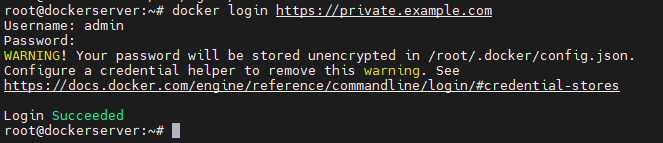 root@dockerserver:~# docker login https://private.example.com
Username: admin
Password:
WARNING! Your password will be stored unencrypted in /root/.docker/config.json.
Configure a credential helper to remove this warning. See
https://docs.docker.com/engine/reference/commandline/login/#credential-stores
Login Succeeded
root@dockerserver:~#